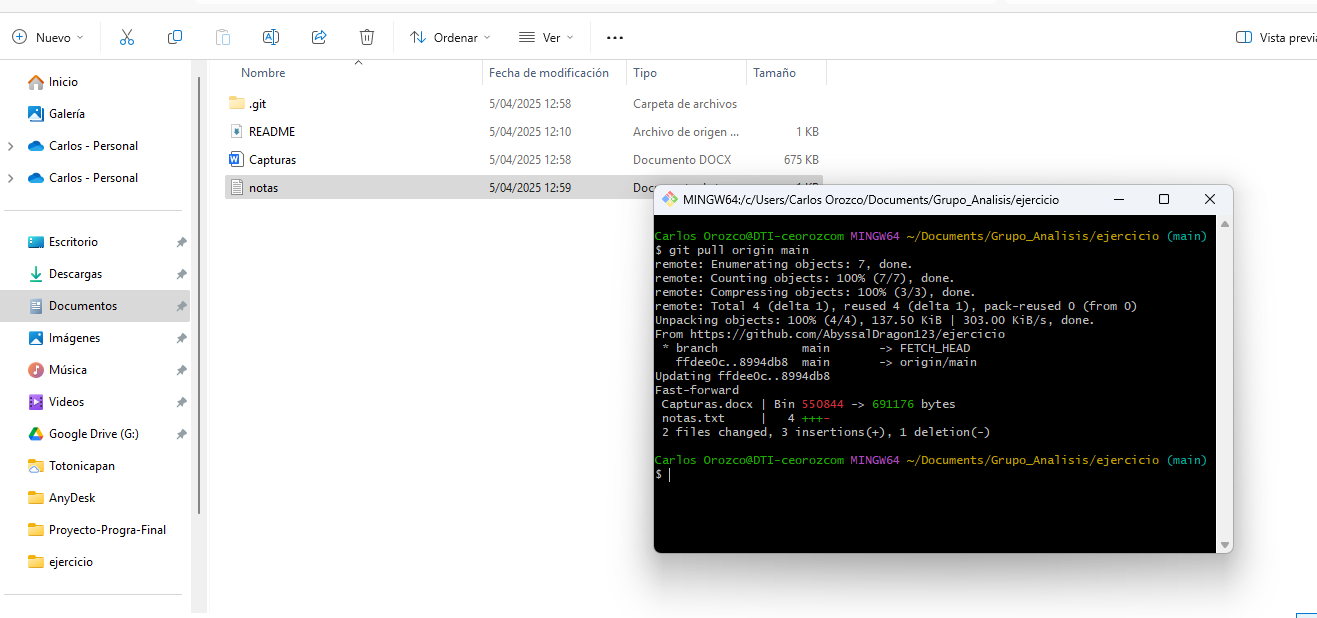 Nuevo
Ordenar
Ver
Vista previa
Inicio
Galería
Carlos - Personal
Carlos - Personal
Escritorio
Descargas
Documentos
Imágenes
Música
Videos
Google Drive (G:)
Totonicapan
AnyDesk
Proyecto-Progra-Final
ejercicio
Nombre Fecha de modificación Tipo Tamaño
.git 5/04/2025 12:58 Carpeta de archivos
README 5/04/2025 12:10 Archivo de origen ... 1 KB
Capturas 5/04/2025 12:58 Documento DOCX 675 KB
notas 5/04/2025 12:59
MINGW64:/c/Users/Carlos Orozco/Documents/Grupo_Analisis/ejercicio
Carlos Orozco@DTI-ceorozcom MINGW64 ~/Documents/Grupo_Analisis/ejercicio (main)
$ git pull origin main
remote: Enumerating objects: 7, done.
remote: Counting objects: 100% (7/7), done.
remote: Compressing objects: 100% (3/3), done.
remote: Total 4 (delta 1), reused 4 (delta 1), pack-reused 0 (from 0)
Unpacking objects: 100% (4/4), 137.50 KiB | 303.00 KiB/s, done.
From https://github.com/AbyssalDragon123/ejercicio
 * branch            main       -> FETCH_HEAD
   ffdee0c..8994db8  main       -> origin/main
Updating ffdee0c..8994db8
Fast-forward
 Capturas.docx | Bin 550844 -> 691176 bytes
 notas.txt     |   4 +++-
 2 files changed, 3 insertions(+), 1 deletion(-)
Carlos Orozco@DTI-ceorozcom MINGW64 ~/Documents/Grupo_Analisis/ejercicio (main)
$